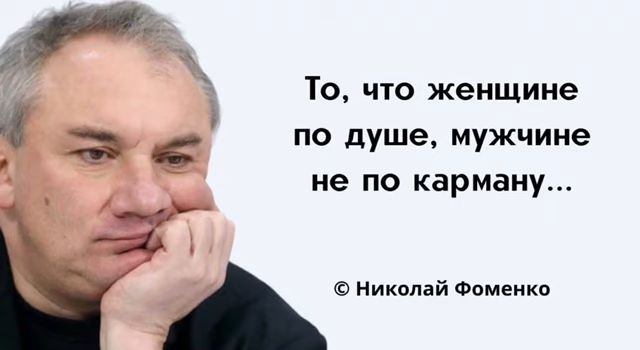 То, что женщине
по душе, мужчине
не по карману...
© Николай Фоменко